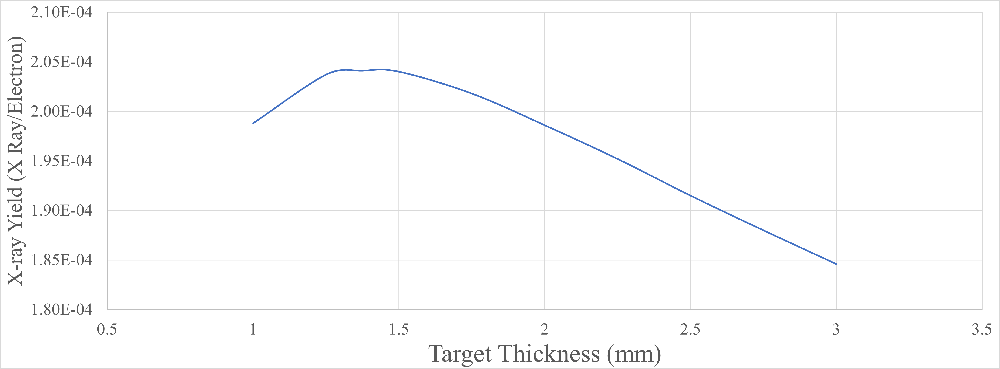 X-ray Yield (X Ray/Electron)
2.10E-04
2.05E-04
2.00E-04
1.95E-04
1.90E-04
1.85E-04
1.80E-04
0.5 1 1.5 2 2.5 3 3.5
Target Thickness (mm)